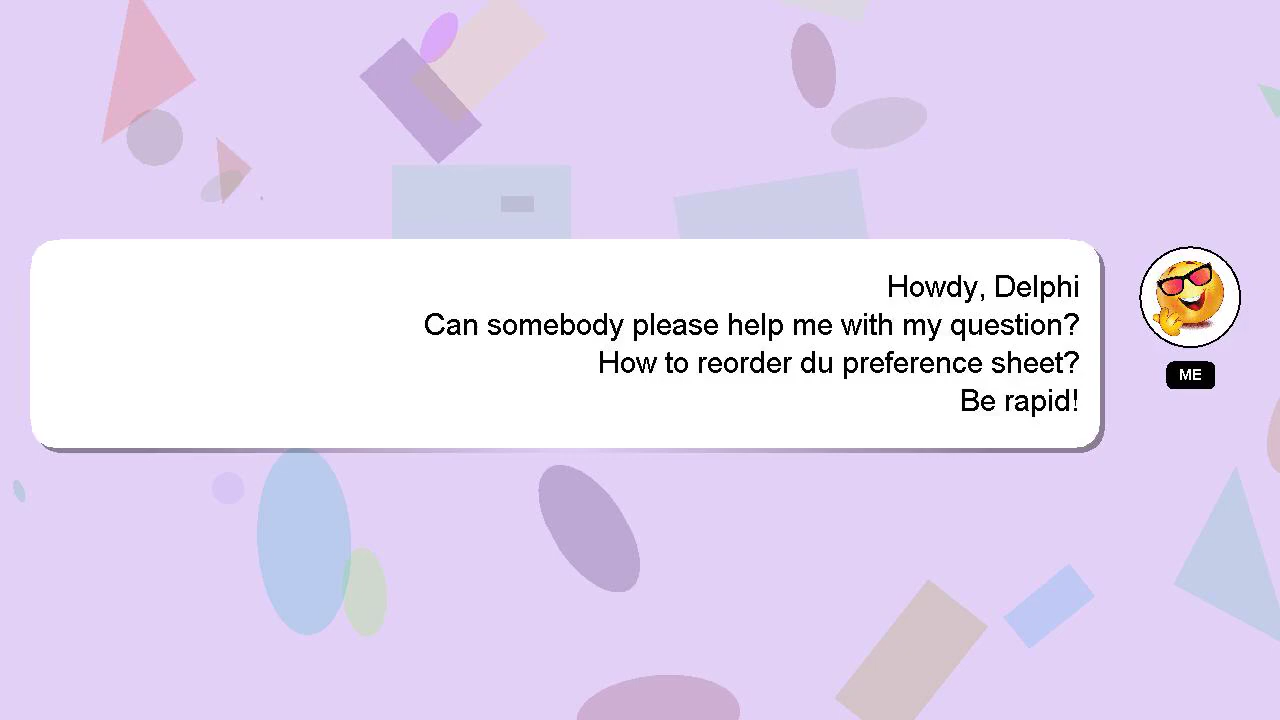 Howdy, Delphi
Can somebody please help me with my question?
How to reorder du preference sheet?
Be rapid!
ME